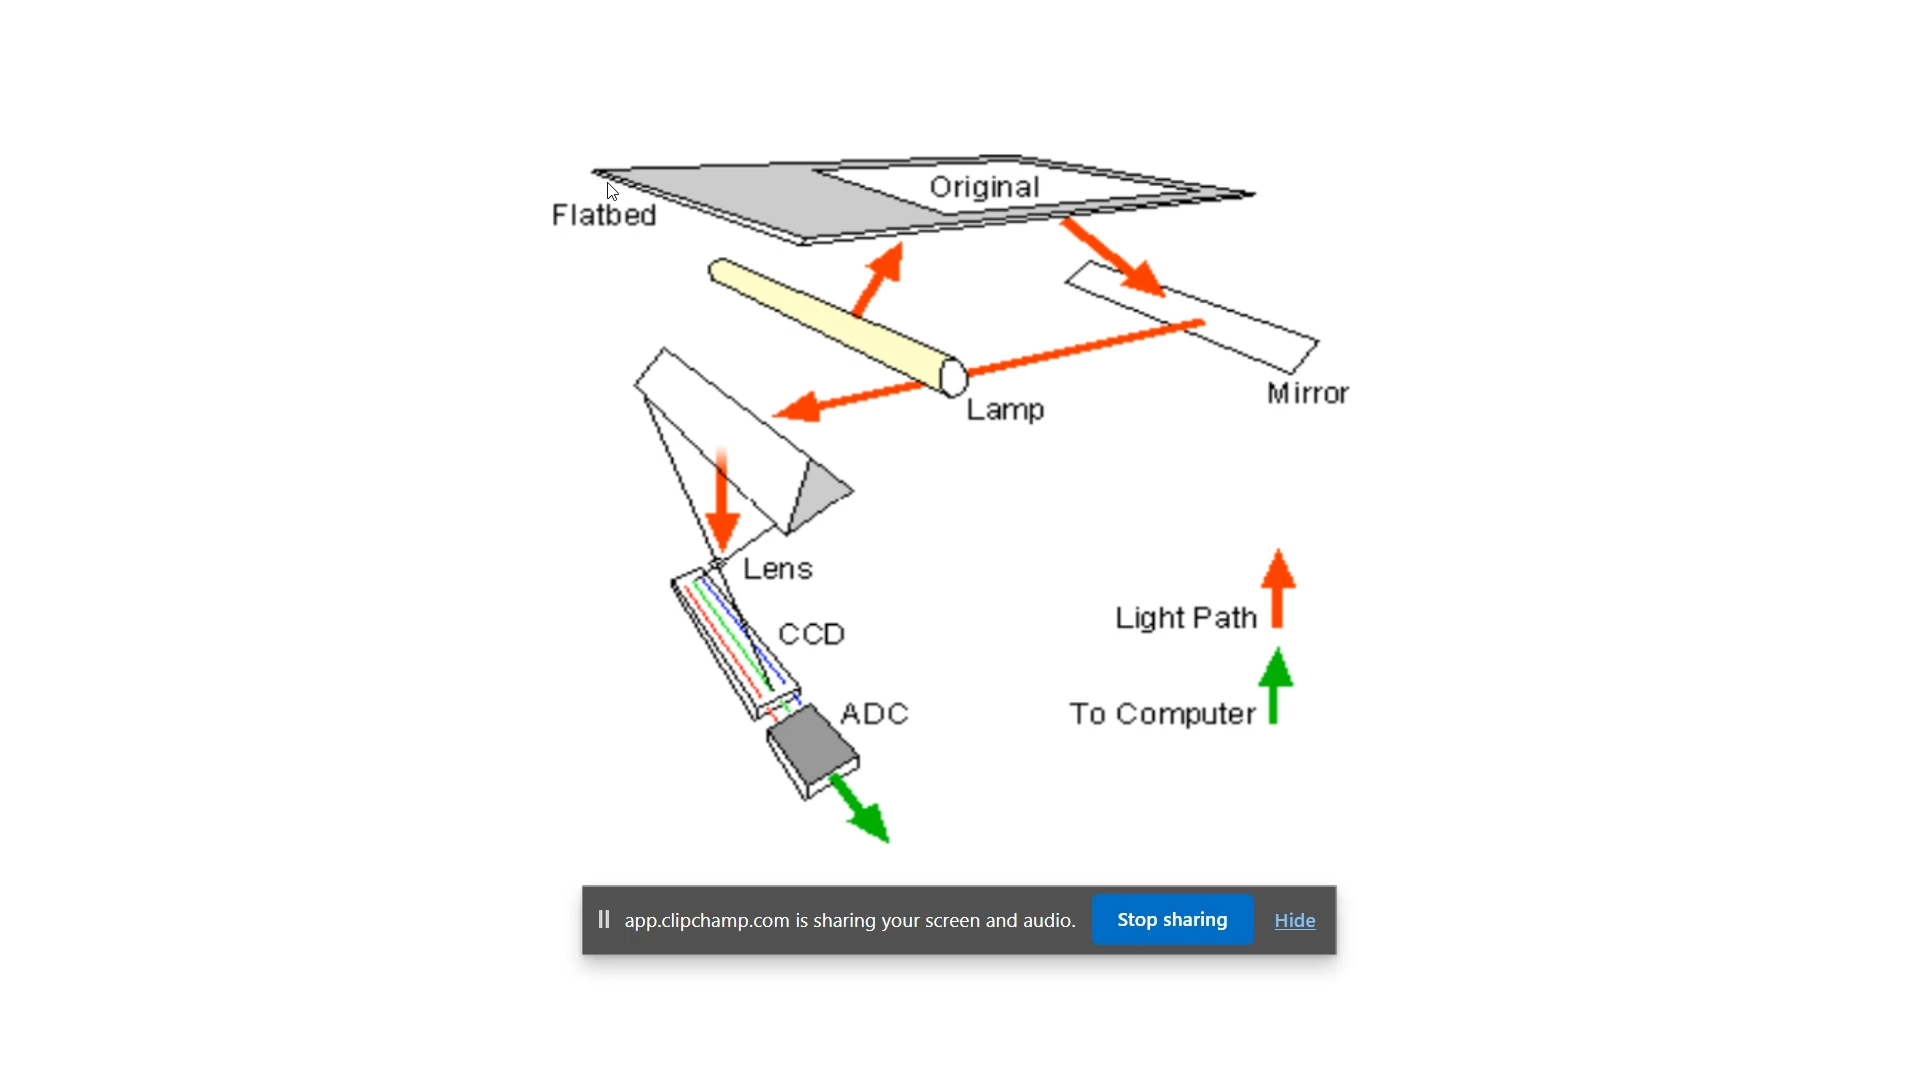 Original
Flatbed
Mirror
Lamp
Lens
Light Path
CCD
To Computer
ADC
app.clipchamp.com is sharing your screen and audio.
Stop sharing
Hide